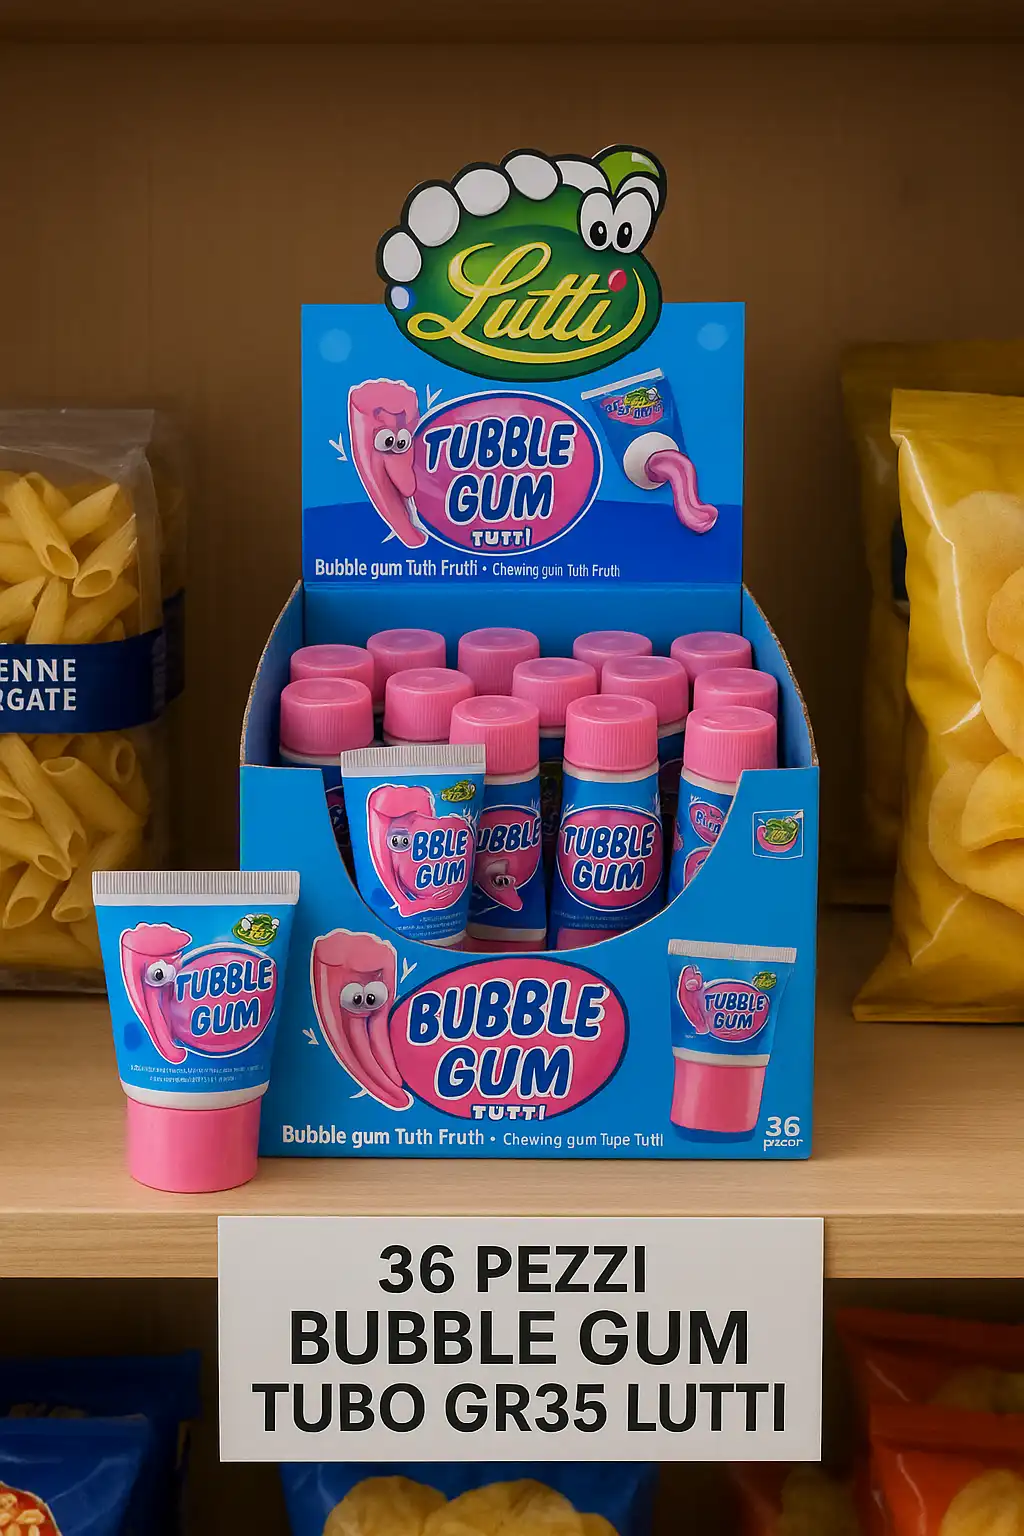 Lutti
TUBBLE
GUM
TUTTI
Bubble gum Tuth Frutli • Chewing guin Tuth Fruth
ENNE
RGATE
BBLE
GUM
UBBLE
TUBBLE
GUM
TUBBLE
GUM
BUBBLE
GUM
TUTTI
TUBBLE
GUM
Bubble gum Tuth Fruth • Chewing gum Tupe Tutti
36
pzcor
36 PEZZI
BUBBLE GUM
TUBO GR35 LUTTI